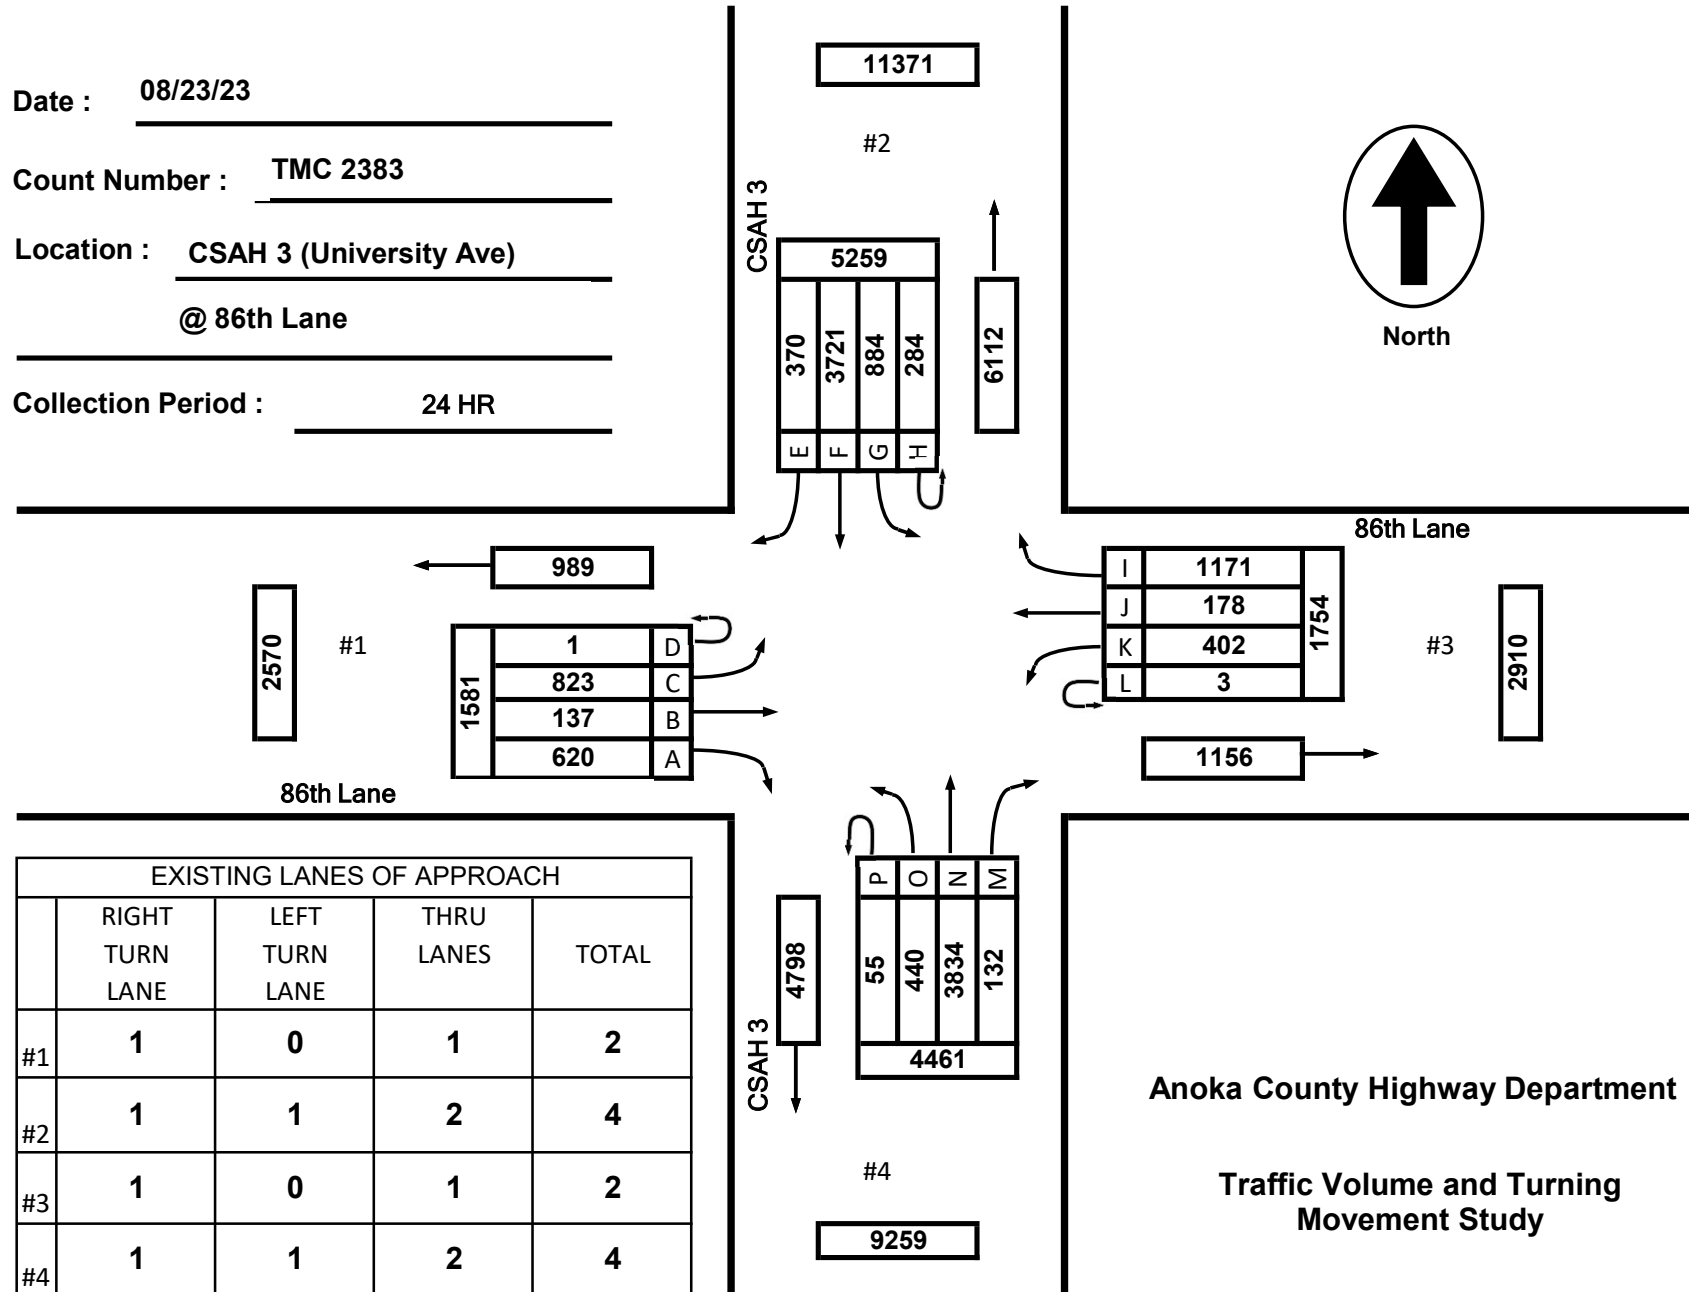 Date : 08/23/23
Count Number : TMC 2383
Location : CSAH 3 (University Ave)
@ 86th Lane
Collection Period : 24 HR
11371
#2
CSAH 3
5259
370 3721 884 284
E F G H
6112
North
86th Lane
989
2570
#1
1581
1 D
823 C
137 B
620 A
86th Lane
I 1171
J 178
K 402
L 3
1754
#3
2910
1156
P O N M
55 440 3834 132
4461
4798
CSAH 3
#4
9259
EXISTING LANES OF APPROACH
RIGHT TURN LANE LEFT TURN LANE THRU LANES TOTAL
#1 1 0 1 2
#2 1 1 2 4
#3 1 0 1 2
#4 1 1 2 4
Anoka County Highway Department
Traffic Volume and Turning
Movement Study